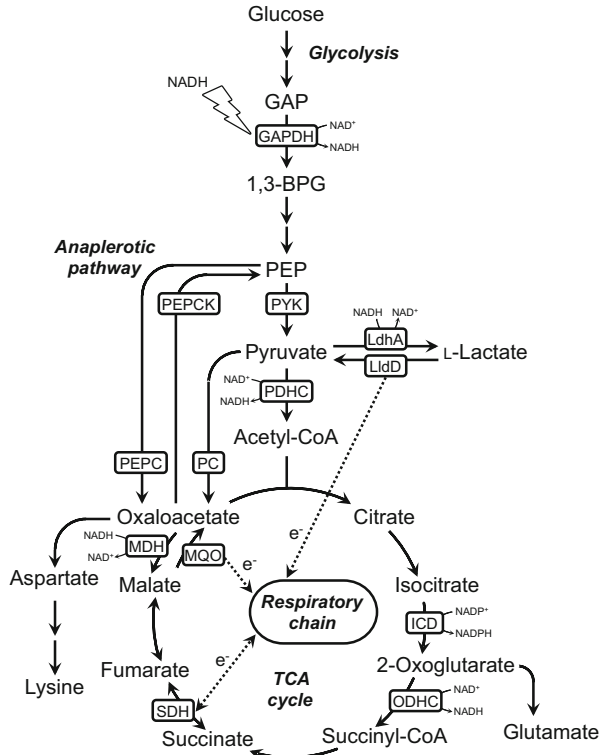 Glucose
Glycolysis
NADH
GAP
GAPDH
NAD⁺
NADH
1,3-BPG
Anaplerotic
pathway
PEP
PEPCK
PYK
NADH NAD⁺
LdhA
Pyruvate
L-Lactate
LldD
NAD⁺
NADH
PDHC
Acetyl-CoA
PEPC
PC
Oxaloacetate
Citrate
NADH
NAD⁺
MDH
MQO
e⁻
e⁻
Aspartate
Malate
Isocitrate
Respiratory
chain
ICD
NADP⁺
NADPH
e⁻
Fumarate
TCA
cycle
2-Oxoglutarate
Lysine
SDH
ODHC
NAD⁺
NADH
Succinate
Succinyl-CoA
Glutamate